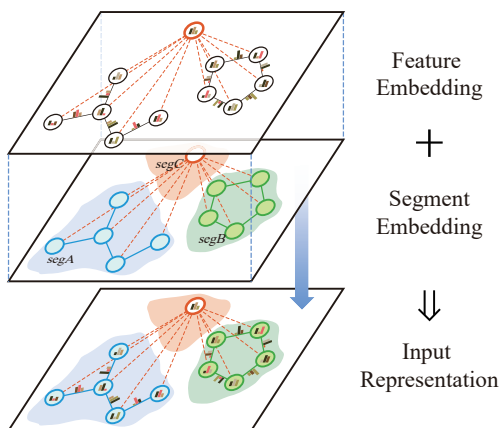 Feature
Embedding
+
segC
Segment
Embedding
segA
segB
⇓
Input
Representation